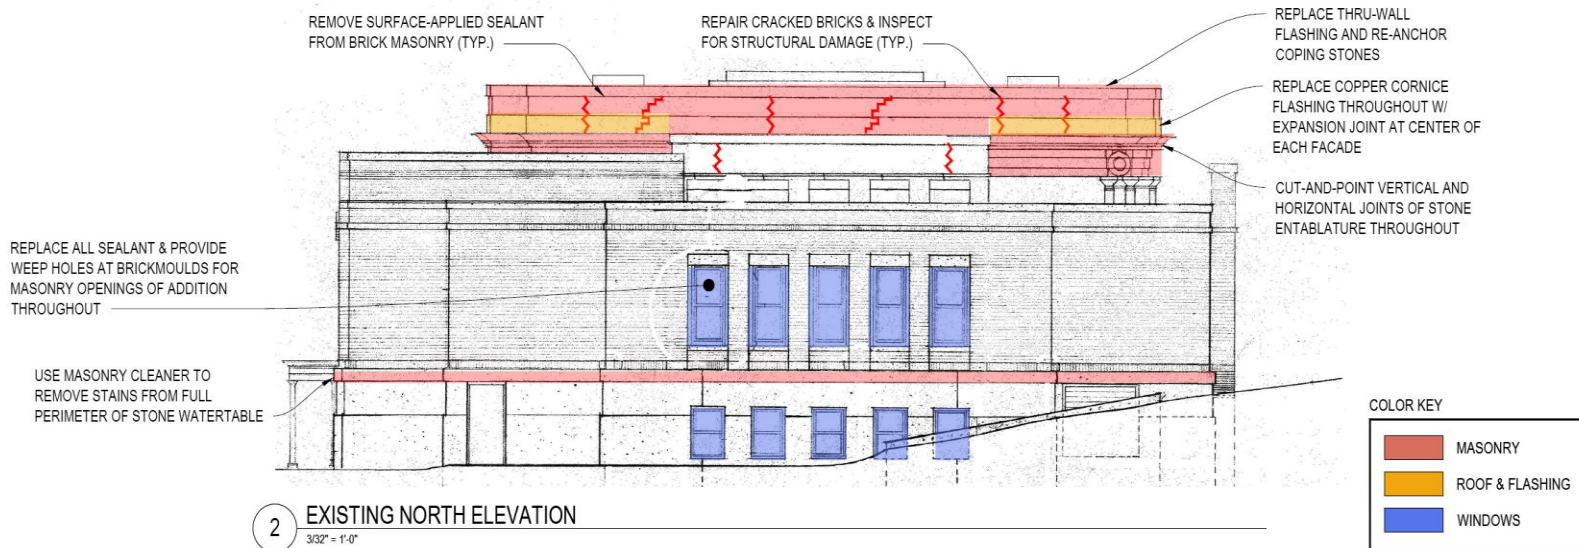 REMOVE SURFACE-APPLIED SEALANT
FROM BRICK MASONRY (TYP.)
REPAIR CRACKED BRICKS & INSPECT
FOR STRUCTURAL DAMAGE (TYP.)
REPLACE THRU-WALL
FLASHING AND RE-ANCHOR
COPING STONES
REPLACE COPPER CORNICE
FLASHING THROUGHOUT W/
EXPANSION JOINT AT CENTER OF
EACH FACADE
CUT-AND-POINT VERTICAL AND
HORIZONTAL JOINTS OF STONE
ENTABLATURE THROUGHOUT
REPLACE ALL SEALANT & PROVIDE
WEEP HOLES AT BRICKMOULDS FOR
MASONRY OPENINGS OF ADDITION
THROUGHOUT
USE MASONRY CLEANER TO
REMOVE STAINS FROM FULL
PERIMETER OF STONE WATERTABLE
COLOR KEY
MASONRY
ROOF & FLASHING
WINDOWS
2 EXISTING NORTH ELEVATION
3/32" = 1'-0"